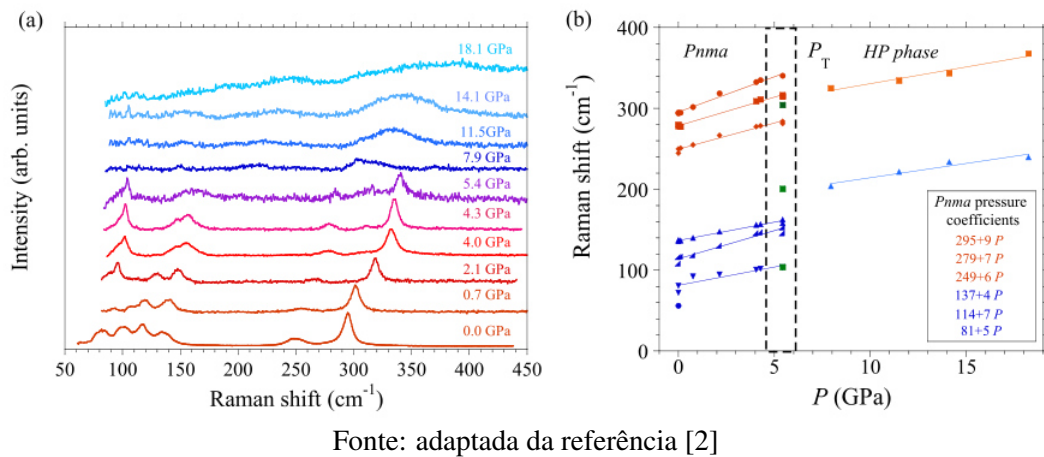 (a)
Intensity (arb. units)
18.1 GPa
14.1 GPa
11.5GPa
7.9 GPa
5.4 GPa
4.3 GPa
4.0 GPa
2.1 GPa
0.7 GPa
0.0 GPa
50 100 150 200 250 300 350 400 450
Raman shift (cm⁻¹)
(b)
Raman shift (cm⁻¹)
400
300
200
100
0
Pnma P_T HP phase
Pnma pressure
coefficients
295+9 P
279+7 P
249+6 P
137+4 P
114+7 P
81+5 P
0 5 10 15
P (GPa)
Fonte: adaptada da referência [2]